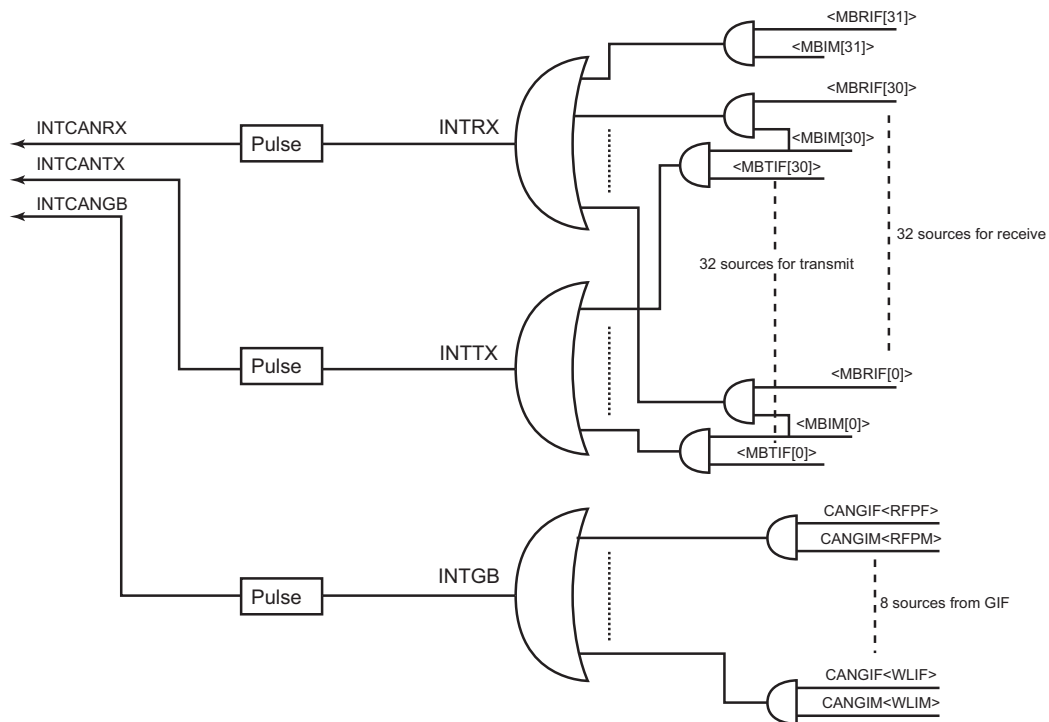 <MBRIF[31]>
<MBIM[31]>
<MBRIF[30]>
INTCANRX
Pulse
INTRX
<MBIM[30]>
INTCANTX
<MBTIF[30]>
INTCANGB
32 sources for receive
32 sources for transmit
INTTX
Pulse
<MBRIF[0]>
<MBIM[0]>
<MBTIF[0]>
CANGIF<RFPF>
CANGIM<RFPM>
INTGB
Pulse
8 sources from GIF
CANGIF<WLIF>
CANGIM<WLIM>